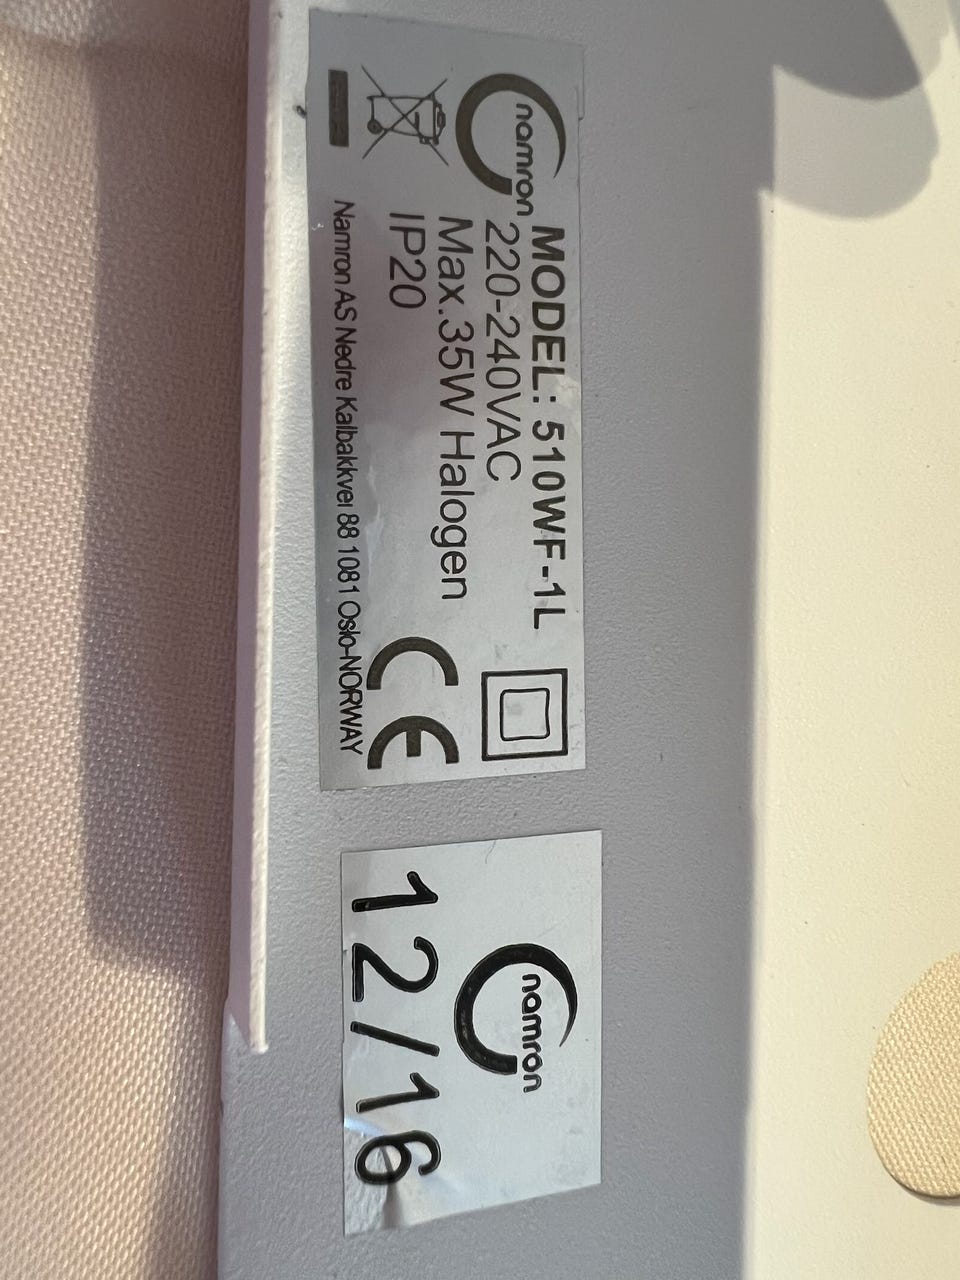 namron
MODEL: 510WF-1L
220-240VAC
Max.35W Halogen
IP20
Namron AS Nedre Kalbakkvei 88 1081 Oslo-NORWAY
CE
namron
12/16